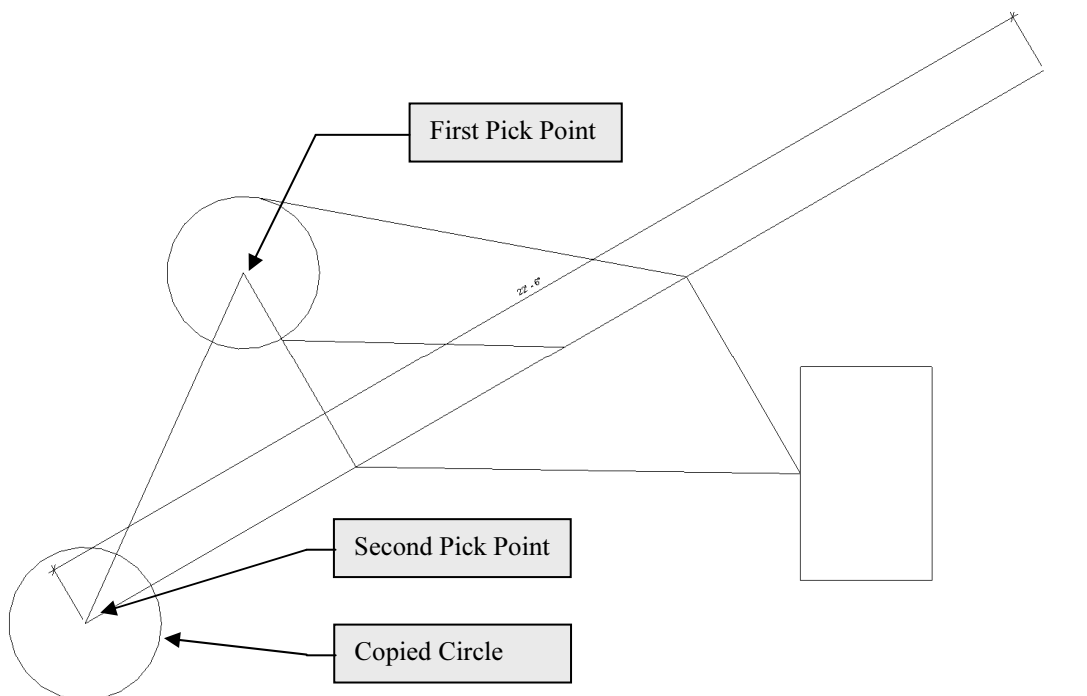 First Pick Point
22' - 6"
Second Pick Point
Copied Circle